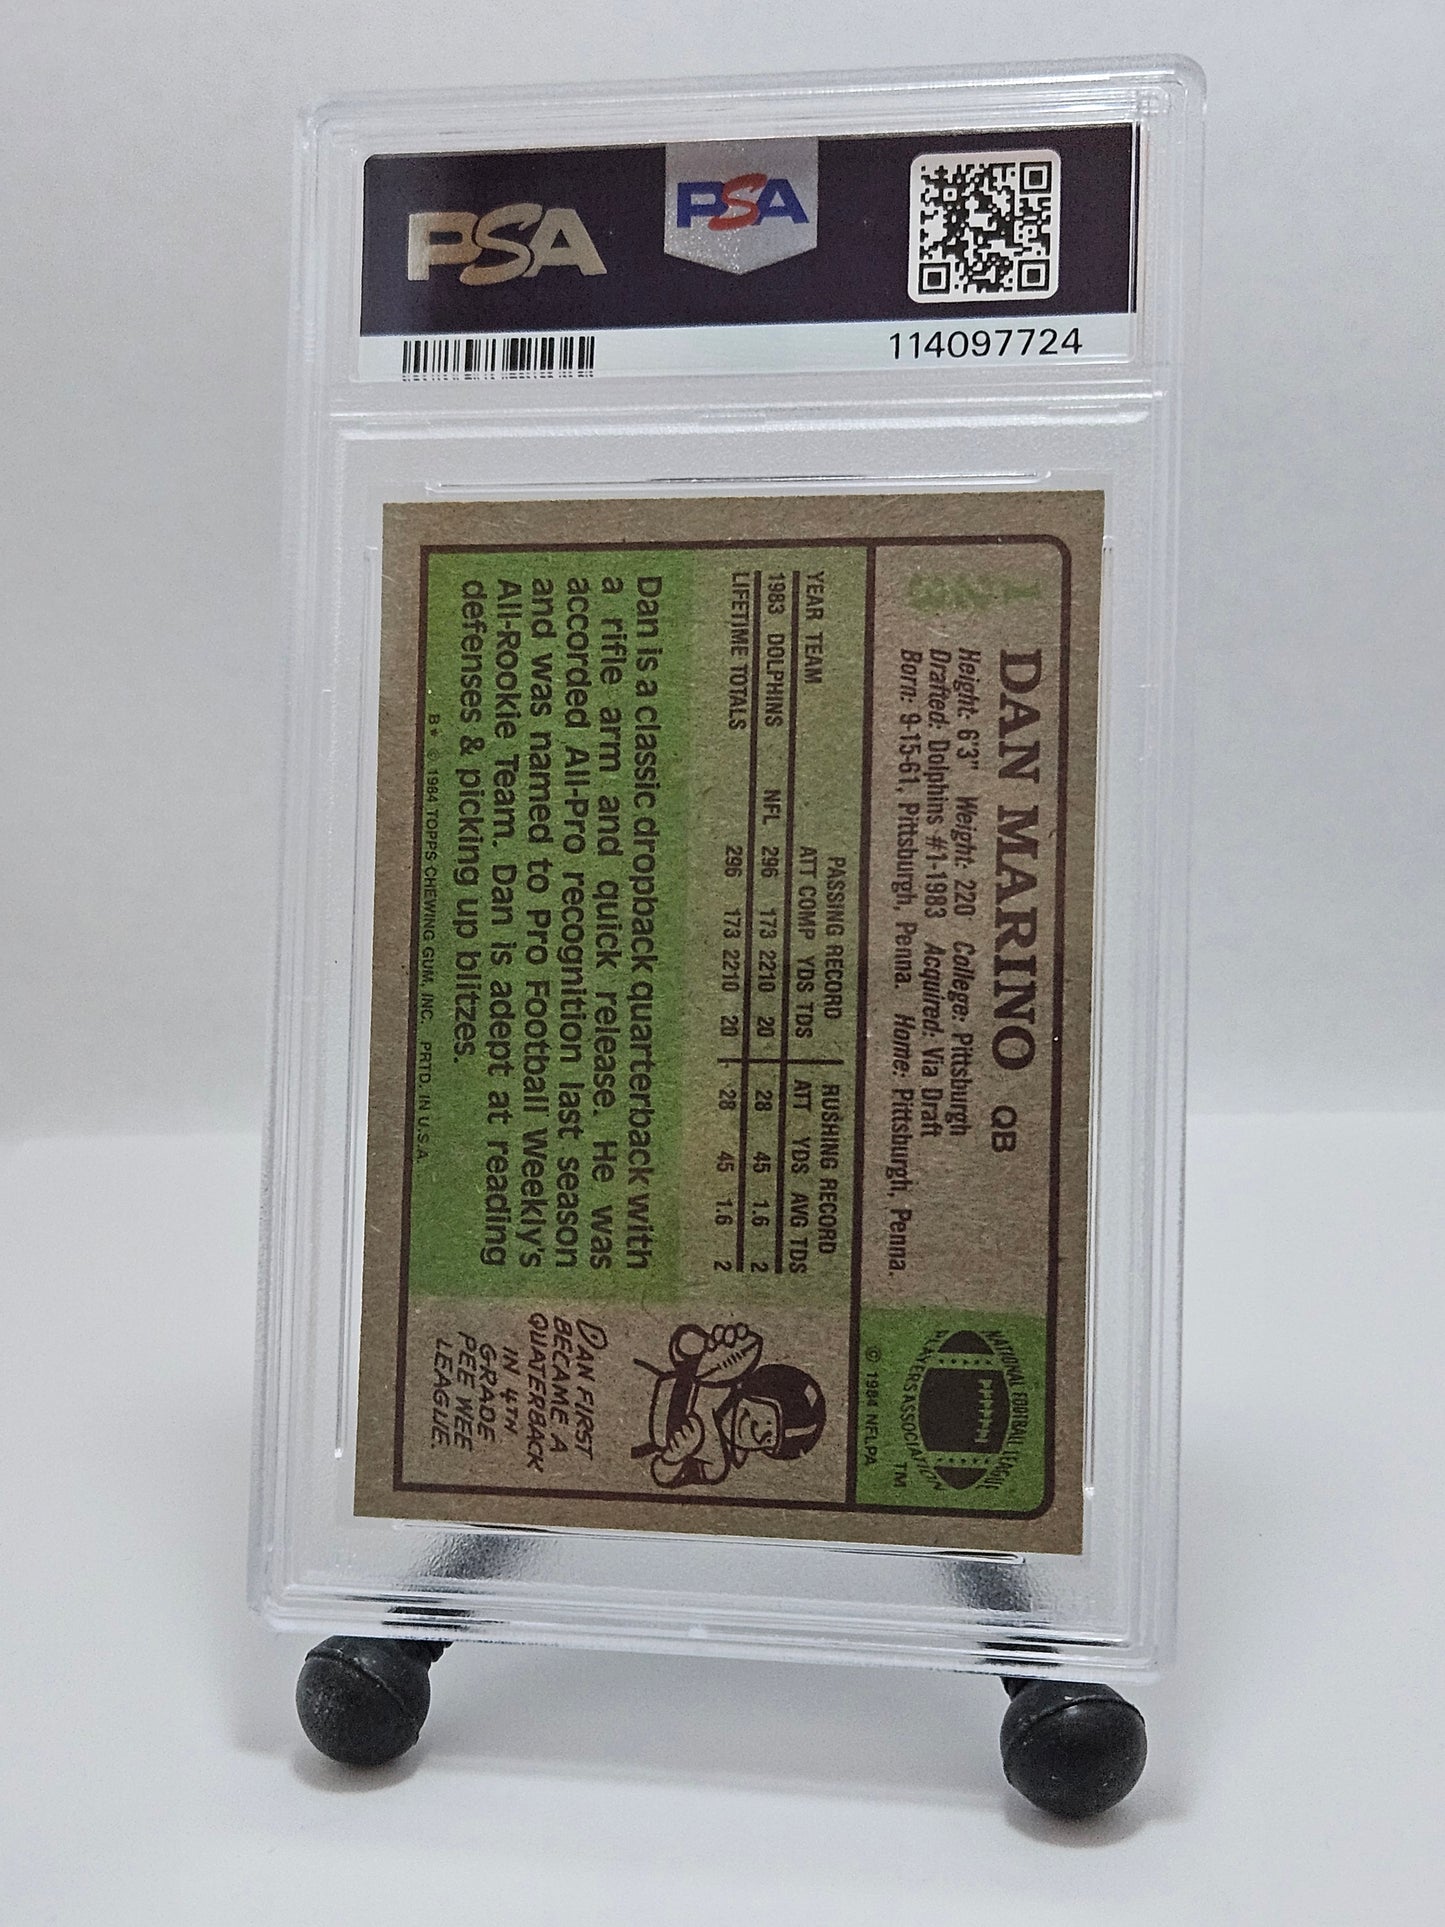 PSA
PSA
114097724
123
DAN MARINO QB
Height: 6'3" Weight: 220 College: Pittsburgh
Drafted: Dolphins #1-1983 Acquired: Via Draft
Born: 9-15-61, Pittsburgh, Penna. Home: Pittsburgh, Penna.
NATIONAL FOOTBALL LEAGUE
PLAYERS ASSOCIATION
TM
© 1984 NFLPA
PASSING RECORD RUSHING RECORD
YEAR TEAM ATT COMP YDS TDS ATT YDS AVG TDS
1983 DOLPHINS NFL 296 173 2210 20 28 45 1.6 2
LIFETIME TOTALS 296 173 2210 20 28 45 1.6 2
Dan is a classic dropback quarterback with
a rifle arm and quick release. He was
accorded All-Pro recognition last season
and was named to Pro Football Weekly's
All-Rookie Team. Dan is adept at reading
defenses & picking up blitzes.
DAN FIRST
BECAME A
QUATERBACK
IN 4TH
GRADE
PEE WEE
LEAGUE.
B* © 1984 TOPPS CHEWING GUM, INC. PRTD. IN U.S.A.